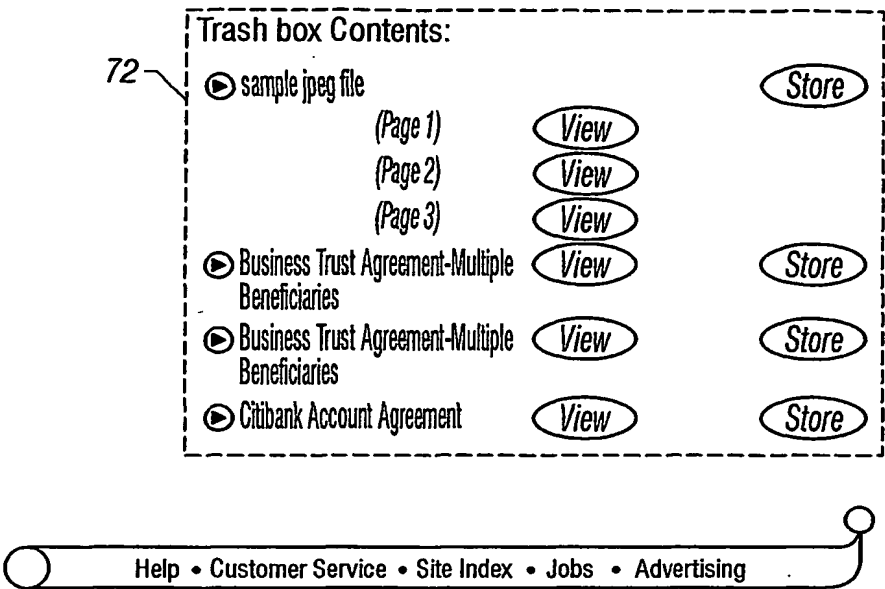 Trash box Contents:
72
sample jpeg file Store
(Page 1) View
(Page 2) View
(Page 3) View
Business Trust Agreement-Multiple View Store
Beneficiaries
Business Trust Agreement-Multiple View Store
Beneficiaries
Citibank Account Agreement View Store
Help • Customer Service • Site Index • Jobs • Advertising